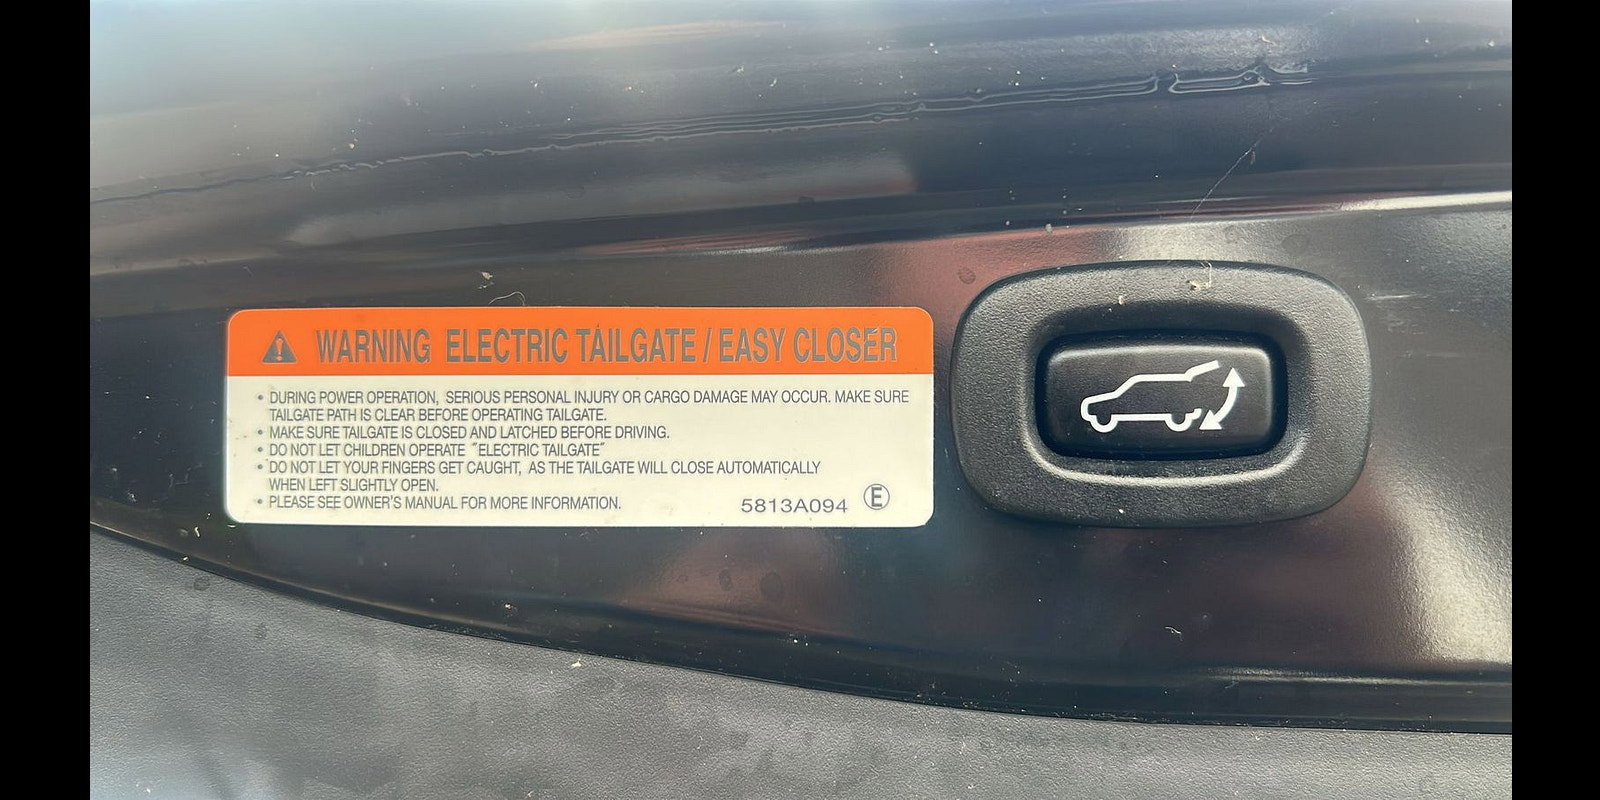 WARNING ELECTRIC TAILGATE / EASY CLOSER
• DURING POWER OPERATION, SERIOUS PERSONAL INJURY OR CARGO DAMAGE MAY OCCUR. MAKE SURE
TAILGATE PATH IS CLEAR BEFORE OPERATING TAILGATE.
• MAKE SURE TAILGATE IS CLOSED AND LATCHED BEFORE DRIVING.
• DO NOT LET CHILDREN OPERATE "ELECTRIC TAILGATE"
• DO NOT LET YOUR FINGERS GET CAUGHT, AS THE TAILGATE WILL CLOSE AUTOMATICALLY
WHEN LEFT SLIGHTLY OPEN.
• PLEASE SEE OWNER'S MANUAL FOR MORE INFORMATION.
5813A094 Ⓔ